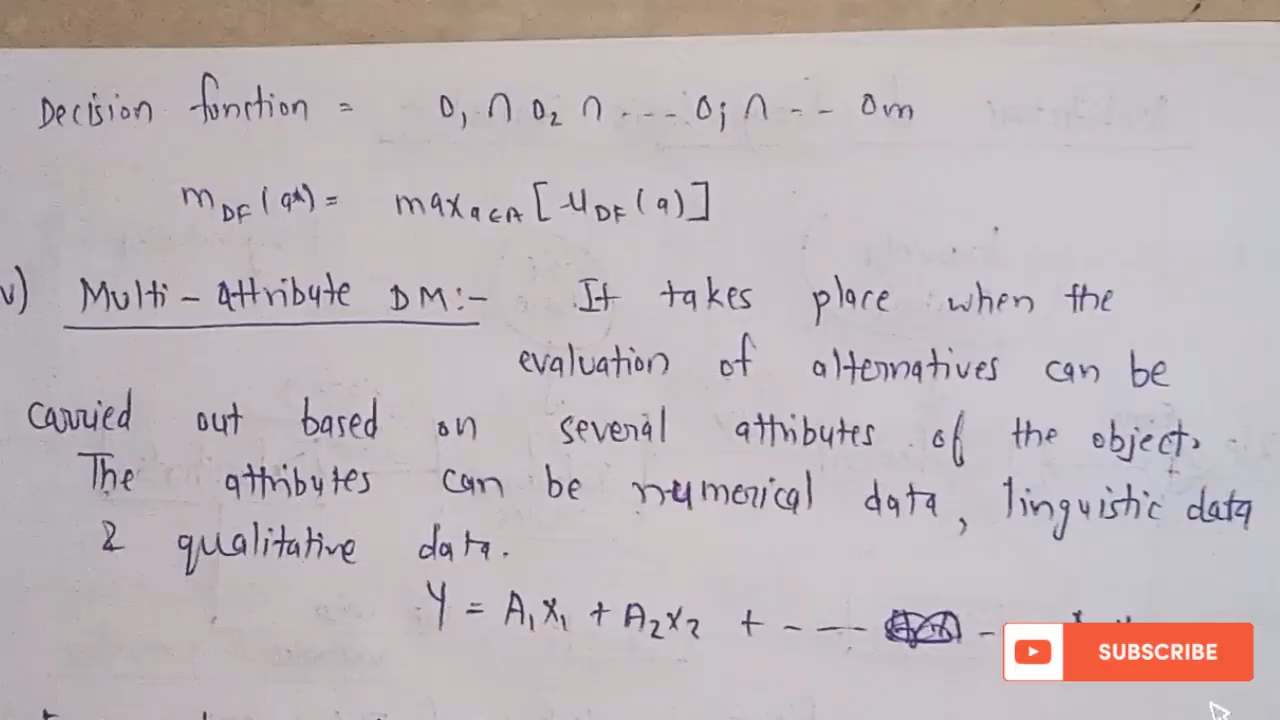 Decision function = O₁ ∩ O₂ ∩ ---- Oj ∩ --- Om
m_DF (a*) = max_a∈A [μ_DF (a)]
v) Multi - Attribute DM :- It takes place when the
evaluation of alternatives can be
carried out based on several attributes of the object.
The attributes can be numerical data, linguistic data
& qualitative data.
Y = A₁X₁ + A₂X₂ + - -- -
SUBSCRIBE